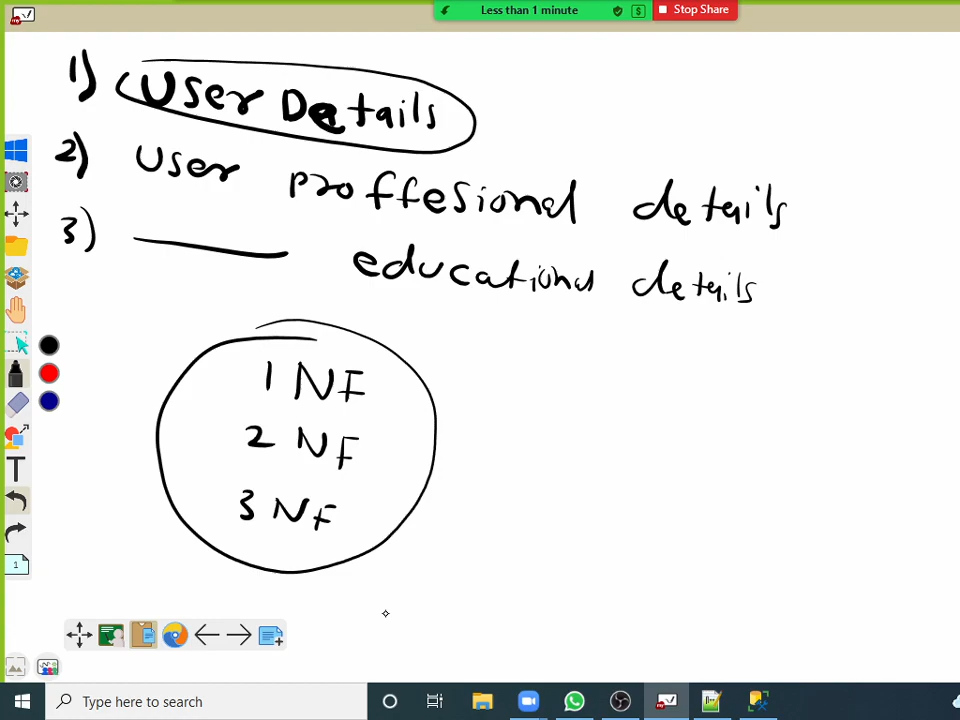 Less than 1 minute
Stop Share
1) User Details
2) User proffesional details
3) educational details
1 NF
2 NF
3 NF
T
1
Type here to search